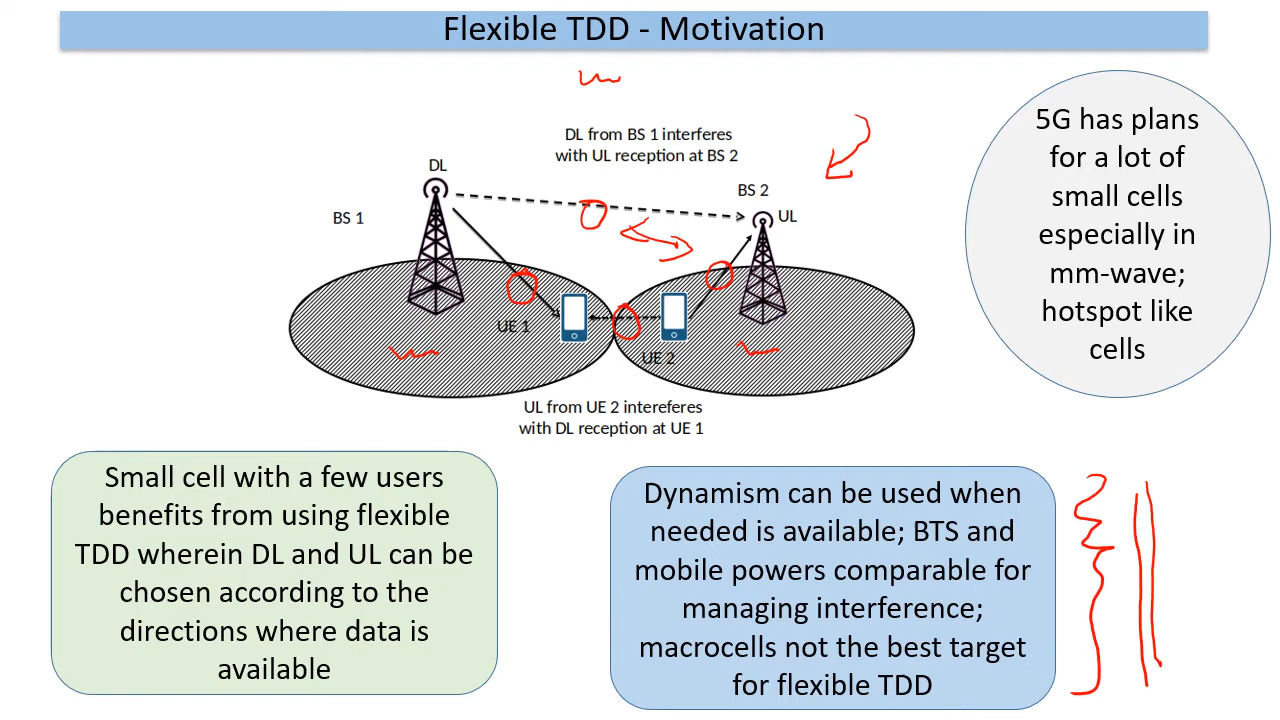 Flexible TDD - Motivation
DL from BS 1 interferes
with UL reception at BS 2
DL
BS 1
BS 2
UL
UE 1
UE 2
UL from UE 2 intereferes
with DL reception at UE 1
5G has plans
for a lot of
small cells
especially in
mm-wave;
hotspot like
cells
Small cell with a few users
benefits from using flexible
TDD wherein DL and UL can be
chosen according to the
directions where data is
available
Dynamism can be used when
needed is available; BTS and
mobile powers comparable for
managing interference;
macrocells not the best target
for flexible TDD